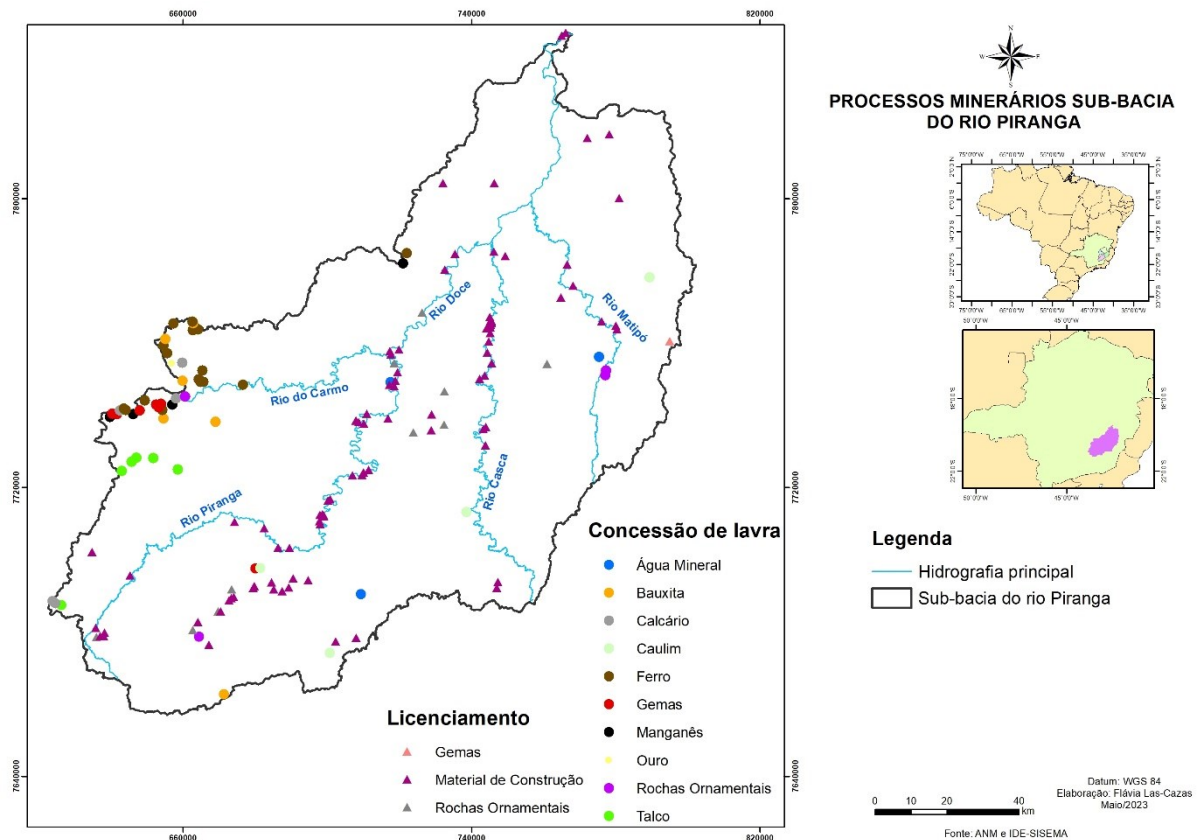 660000
740000
820000
7800000
7800000
7720000
7720000
7640000
7640000
660000
740000
820000
Rio Doce
Rio Matipó
Rio do Carmo
Rio Casca
Rio Piranga
Licenciamento
Gemas
Material de Construção
Rochas Ornamentais
Concessão de lavra
Água Mineral
Bauxita
Calcário
Caulim
Ferro
Gemas
Manganês
Ouro
Rochas Ornamentais
Talco
N
W
E
S
PROCESSOS MINERÁRIOS SUB-BACIA
DO RIO PIRANGA
Legenda
Hidrografia principal
Sub-bacia do rio Piranga
0 10 20 40
km
Datum: WGS 84
Elaboração: Flávia Las-Cazas
Maio/2023
Fonte: ANM e IDE-SISEMA